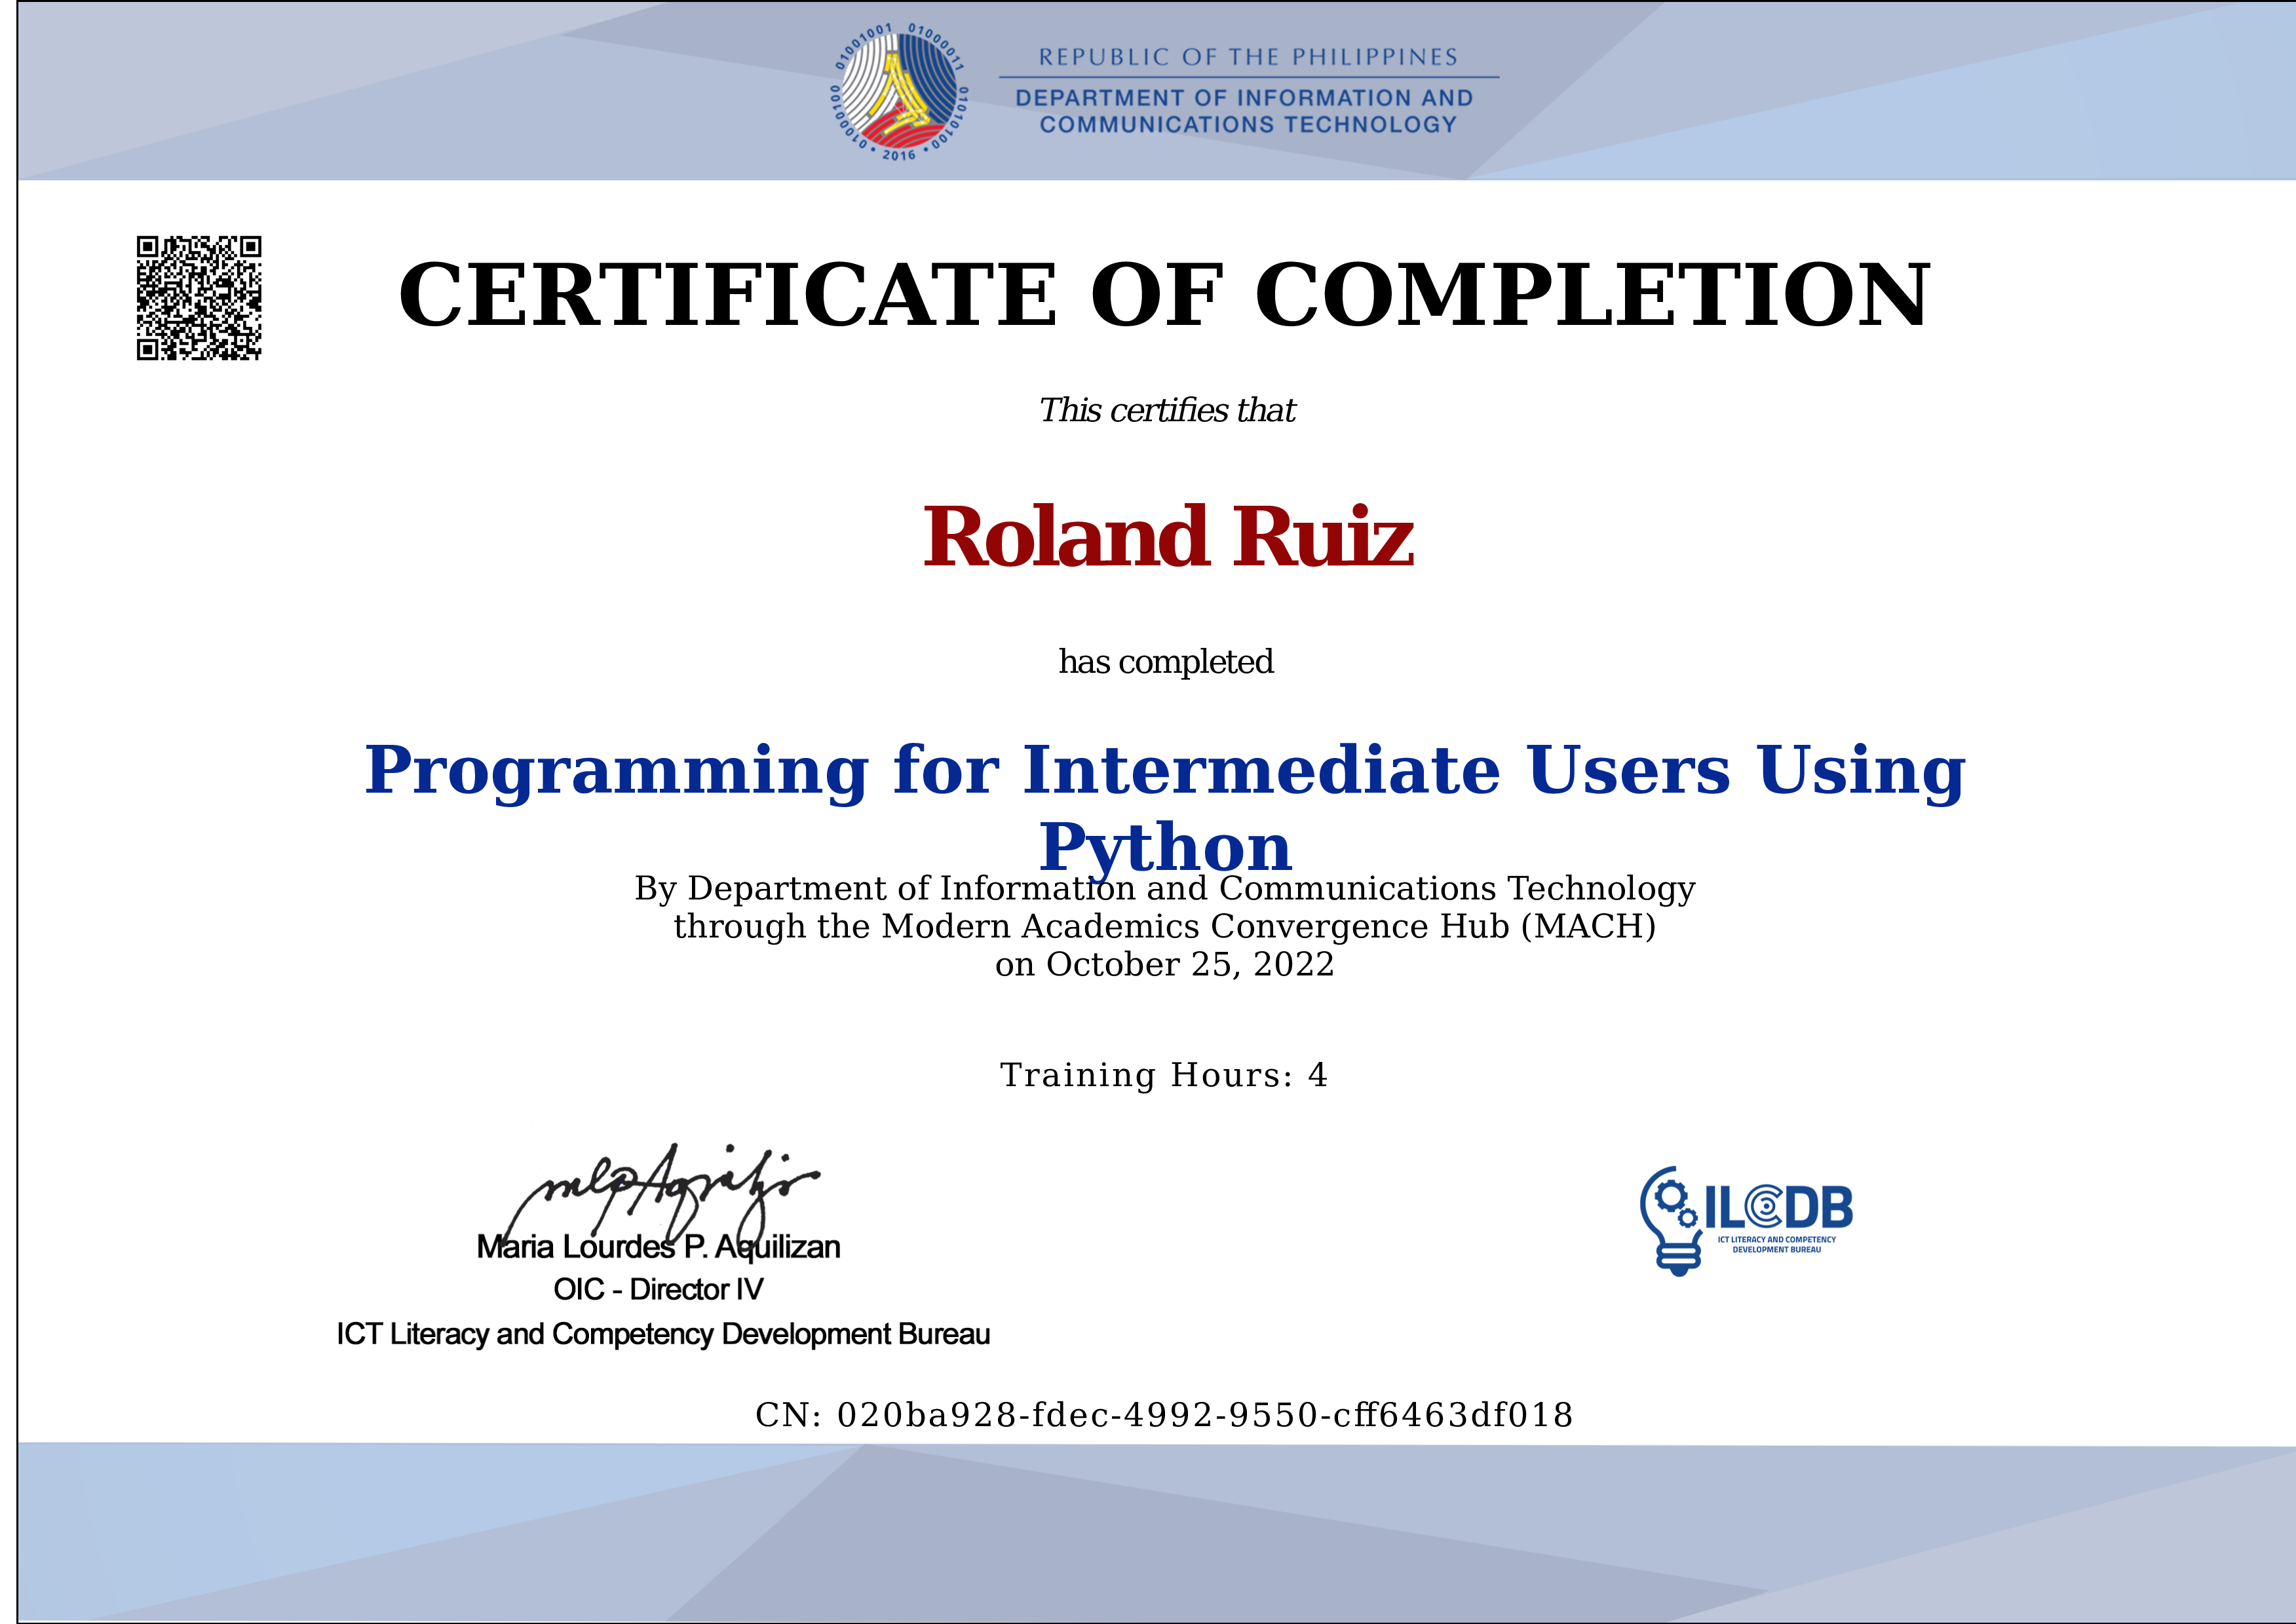 01001001 01000011
01000100 01010100
• 2016 •
REPUBLIC OF THE PHILIPPINES
DEPARTMENT OF INFORMATION AND
COMMUNICATIONS TECHNOLOGY
CERTIFICATE OF COMPLETION
This certifies that
Roland Ruiz
has completed
Programming for Intermediate Users Using
Python
By Department of Information and Communications Technology
through the Modern Academics Convergence Hub (MACH)
on October 25, 2022
Training Hours: 4
Maria Lourdes P. Aquilizan
OIC - Director IV
ICT Literacy and Competency Development Bureau
ILCDB
ICT LITERACY AND COMPETENCY
DEVELOPMENT BUREAU
CN: 020ba928-fdec-4992-9550-cff6463df018